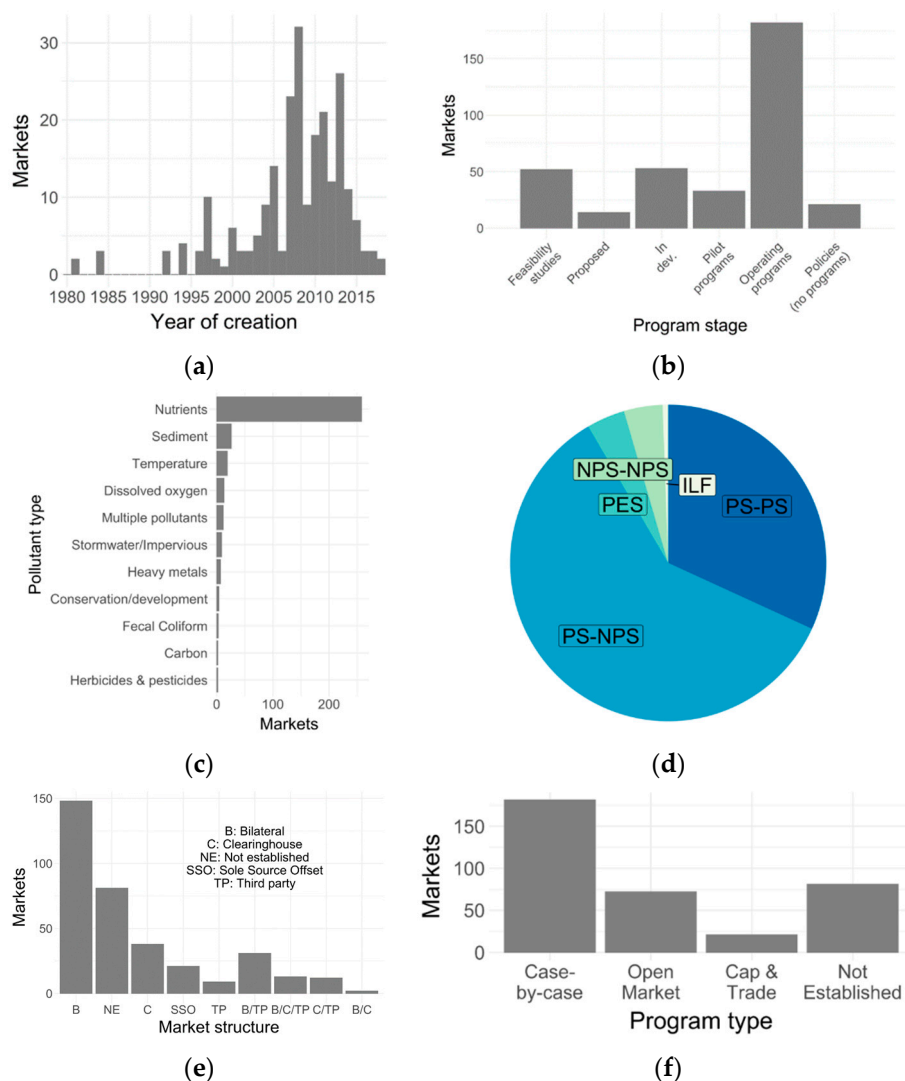 30
20
10
0
Markets
1980 1985 1990 1995 2000 2005 2010 2015
Year of creation
(a)
150
100
50
0
Markets
Feasibility
studies
Proposed
In
dev.
Pilot
programs
Operating
programs
Policies
(no programs)
Program stage
(b)
Pollutant type
Nutrients
Sediment
Temperature
Dissolved oxygen
Multiple pollutants
Stormwater/Impervious
Heavy metals
Conservation/development
Fecal Coliform
Carbon
Herbicides & pesticides
0 100 200
Markets
(c)
NPS-NPS
ILF
PES
PS-PS
PS-NPS
(d)
150
100
50
0
Markets
B: Bilateral
C: Clearinghouse
NE: Not established
SSO: Sole Source Offset
TP: Third party
B NE C SSO TP B/TP B/C/TP C/TP B/C
Market structure
(e)
150
100
50
0
Markets
Case-
by-case
Open
Market
Cap &
Trade
Not
Established
Program type
(f)